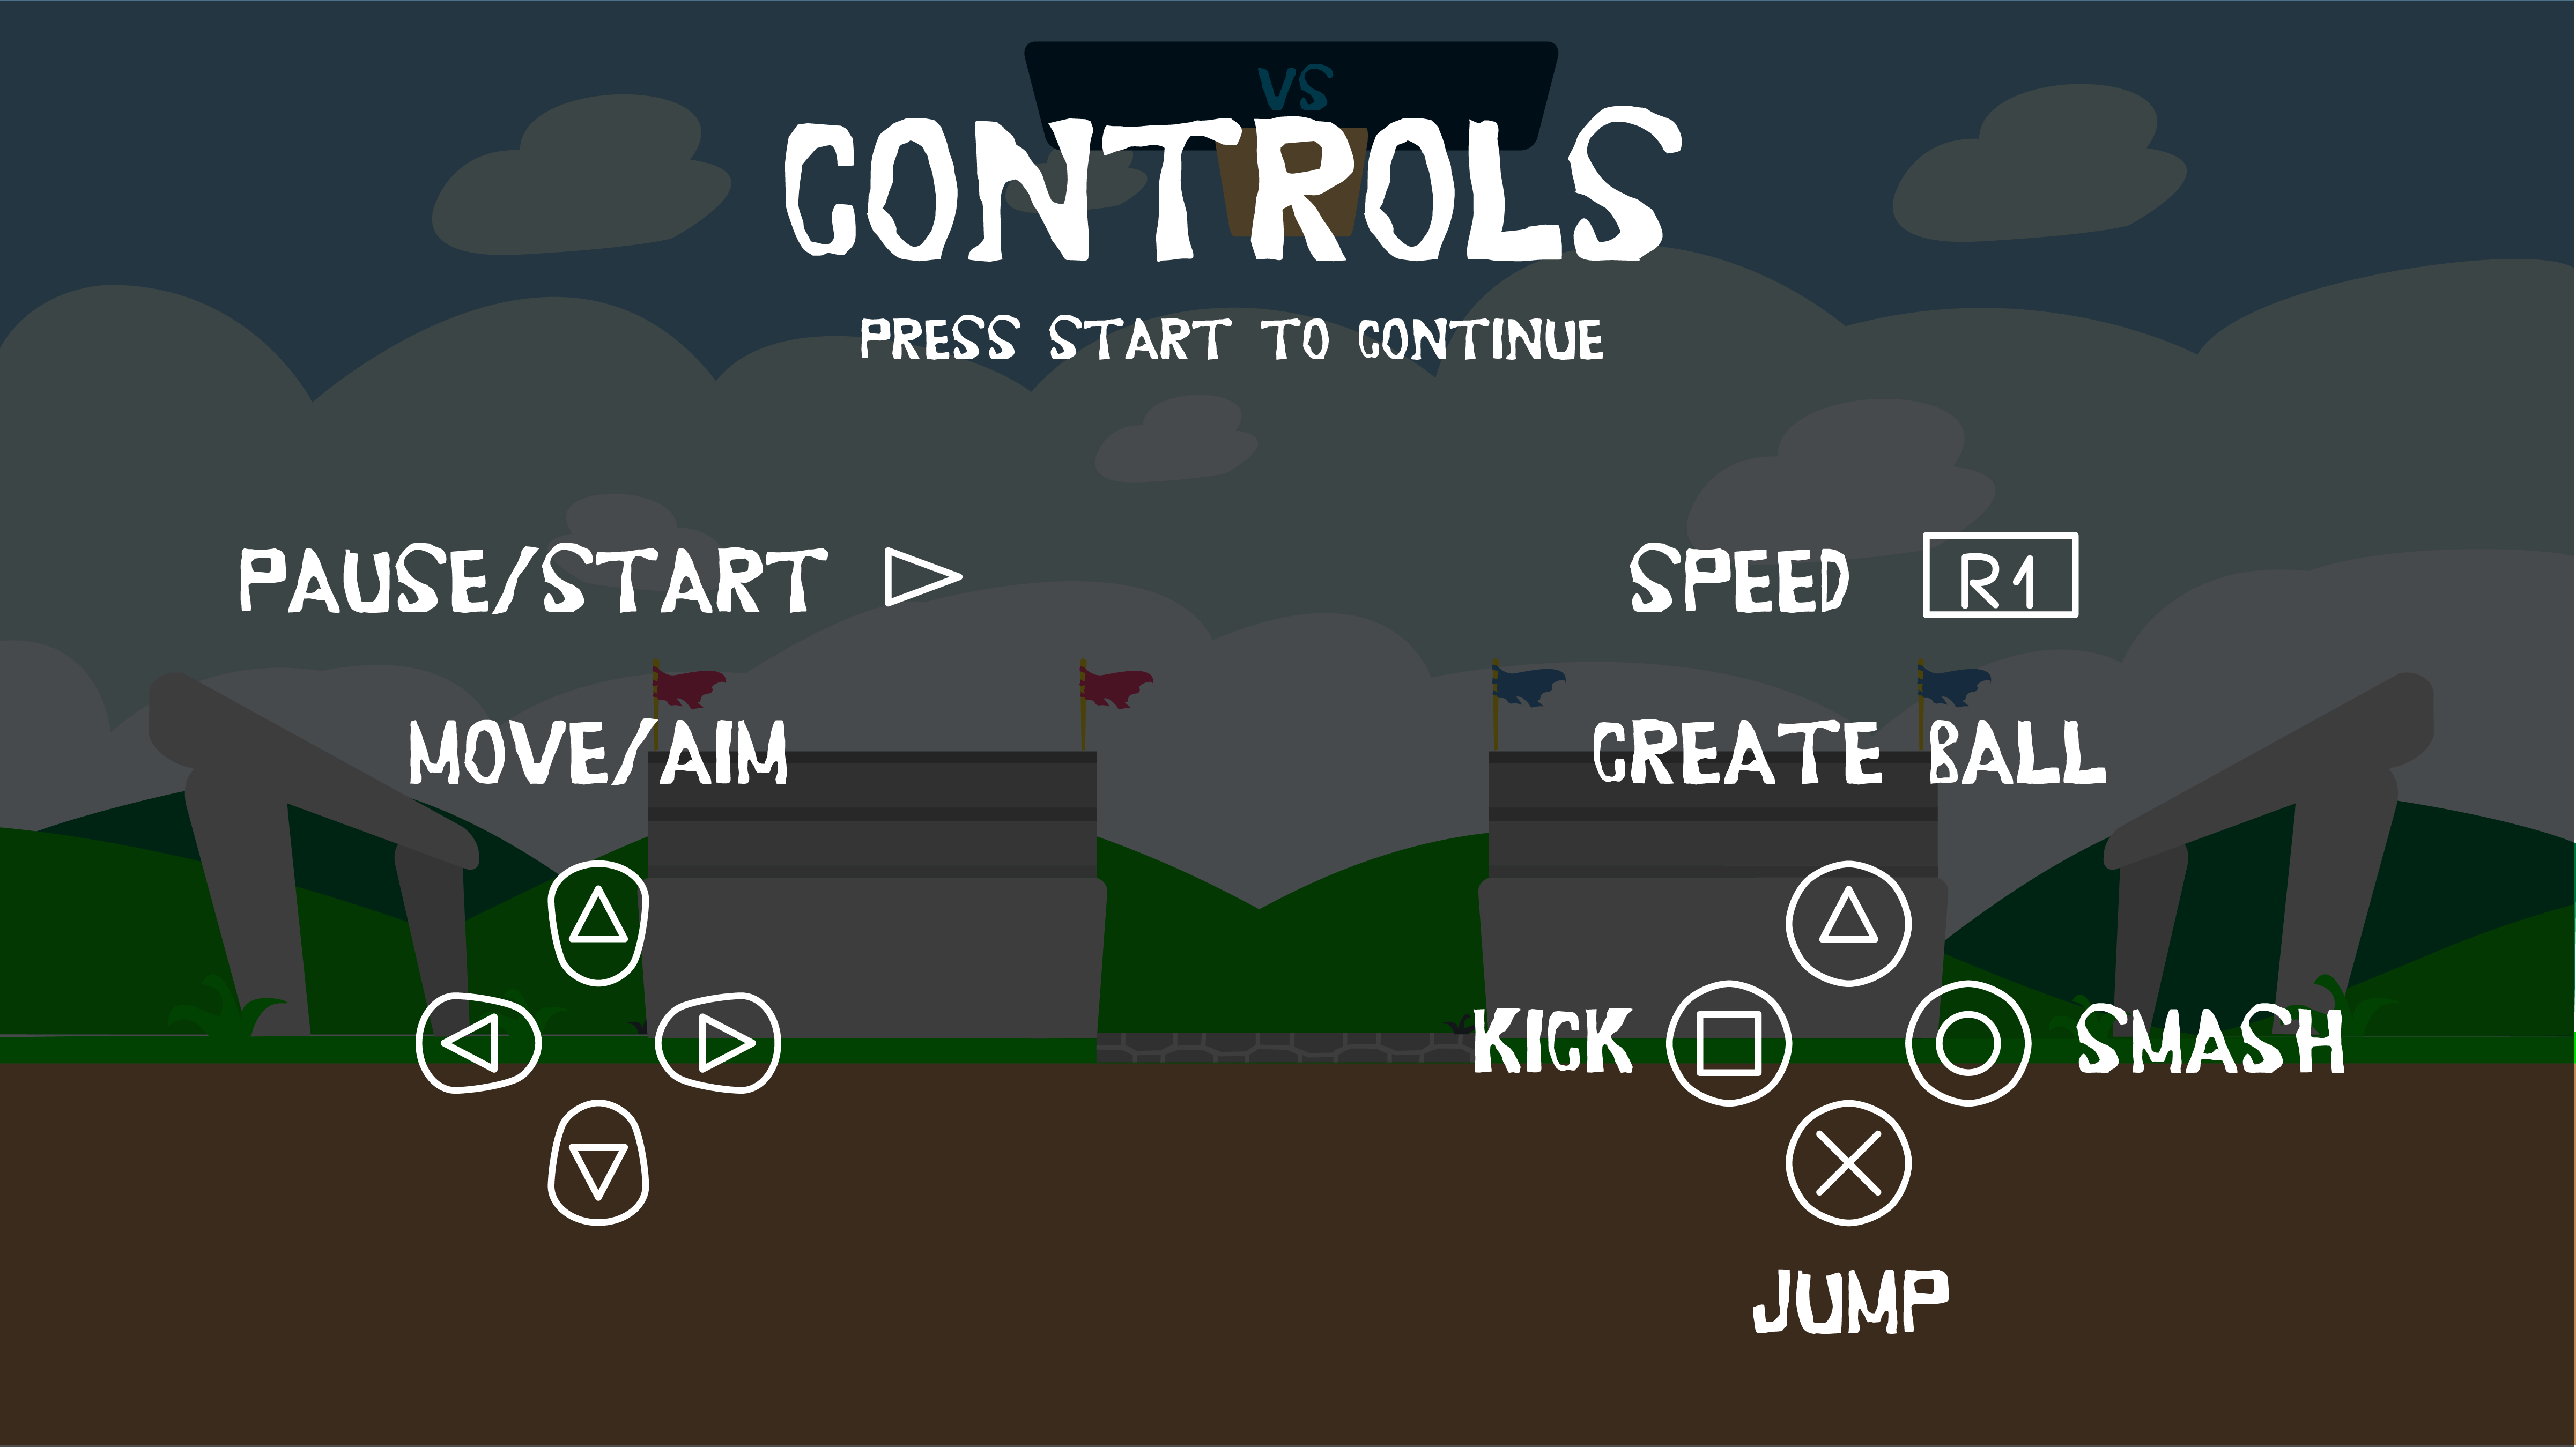 VS
CONTROLS
PRESS START TO CONTINUE
PAUSE/START
SPEED R1
MOVE/AIM
CREATE BALL
KICK
SMASH
JUMP